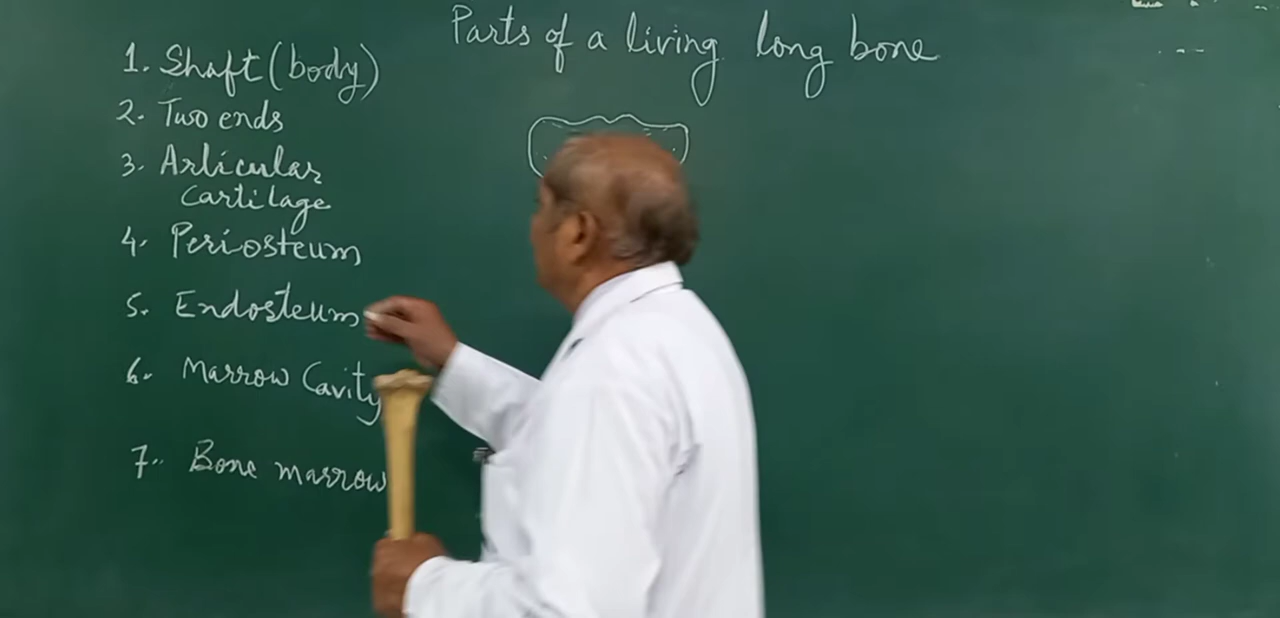 Parts of a living long bone
1. Shaft (body)
2. Two ends
3. Articular
cartilage
4. Periosteum
5. Endosteum
6. Marrow Cavity
7. Bone marrow